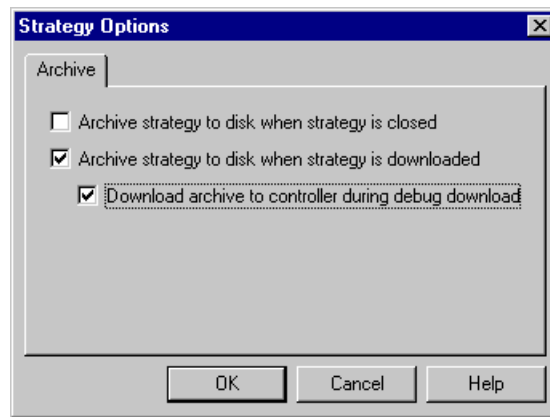 Strategy Options
Archive
Archive strategy to disk when strategy is closed
Archive strategy to disk when strategy is downloaded
Download archive to controller during debug download
OK
Cancel
Help